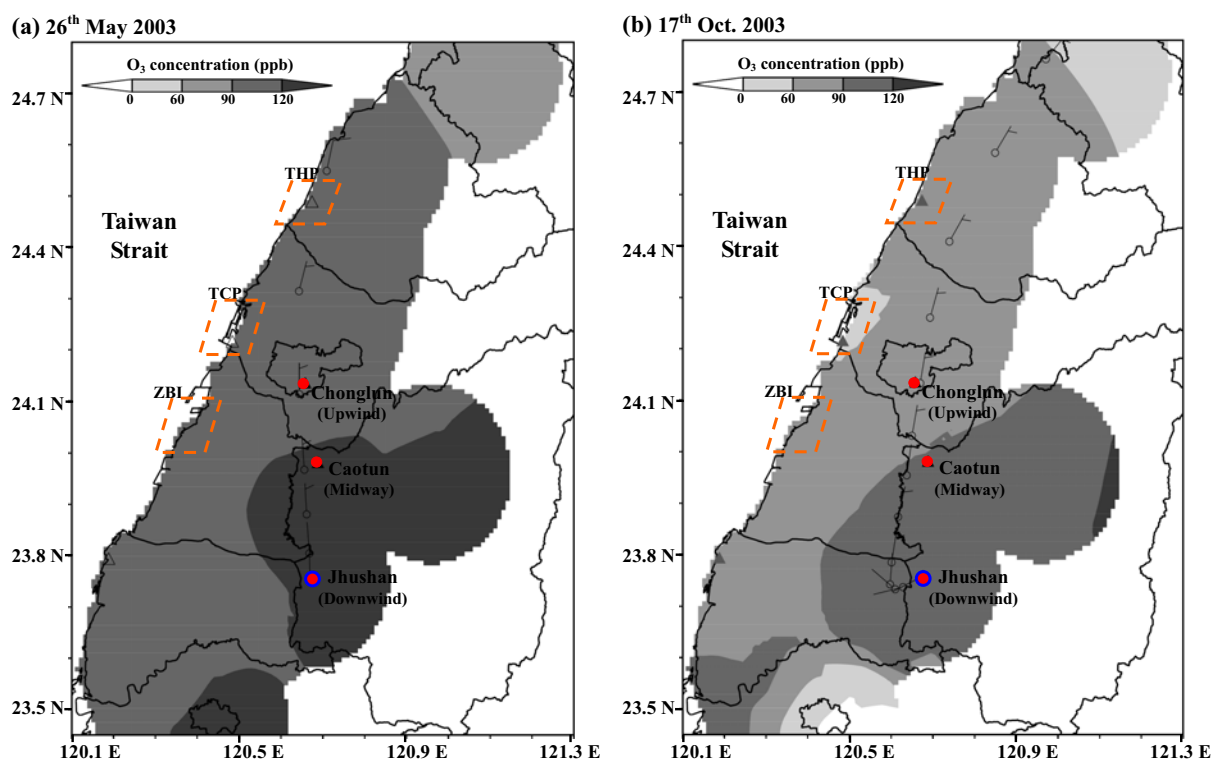 (a) 26th May 2003
O3 concentration (ppb)
0 60 90 120
24.7 N
THP
Taiwan
Strait
24.4 N
TCP
Chonglun
(Upwind)
24.1 N
ZBL
Caotun
(Midway)
23.8 N
Jhushan
(Downwind)
23.5 N
120.1 E 120.5 E 120.9 E 121.3 E
(b) 17th Oct. 2003
O3 concentration (ppb)
0 60 90 120
24.7 N
THP
Taiwan
Strait
24.4 N
TCP
Chonglun
(Upwind)
24.1 N
ZBL
Caotun
(Midway)
23.8 N
Jhushan
(Downwind)
23.5 N
120.1 E 120.5 E 120.9 E 121.3 E